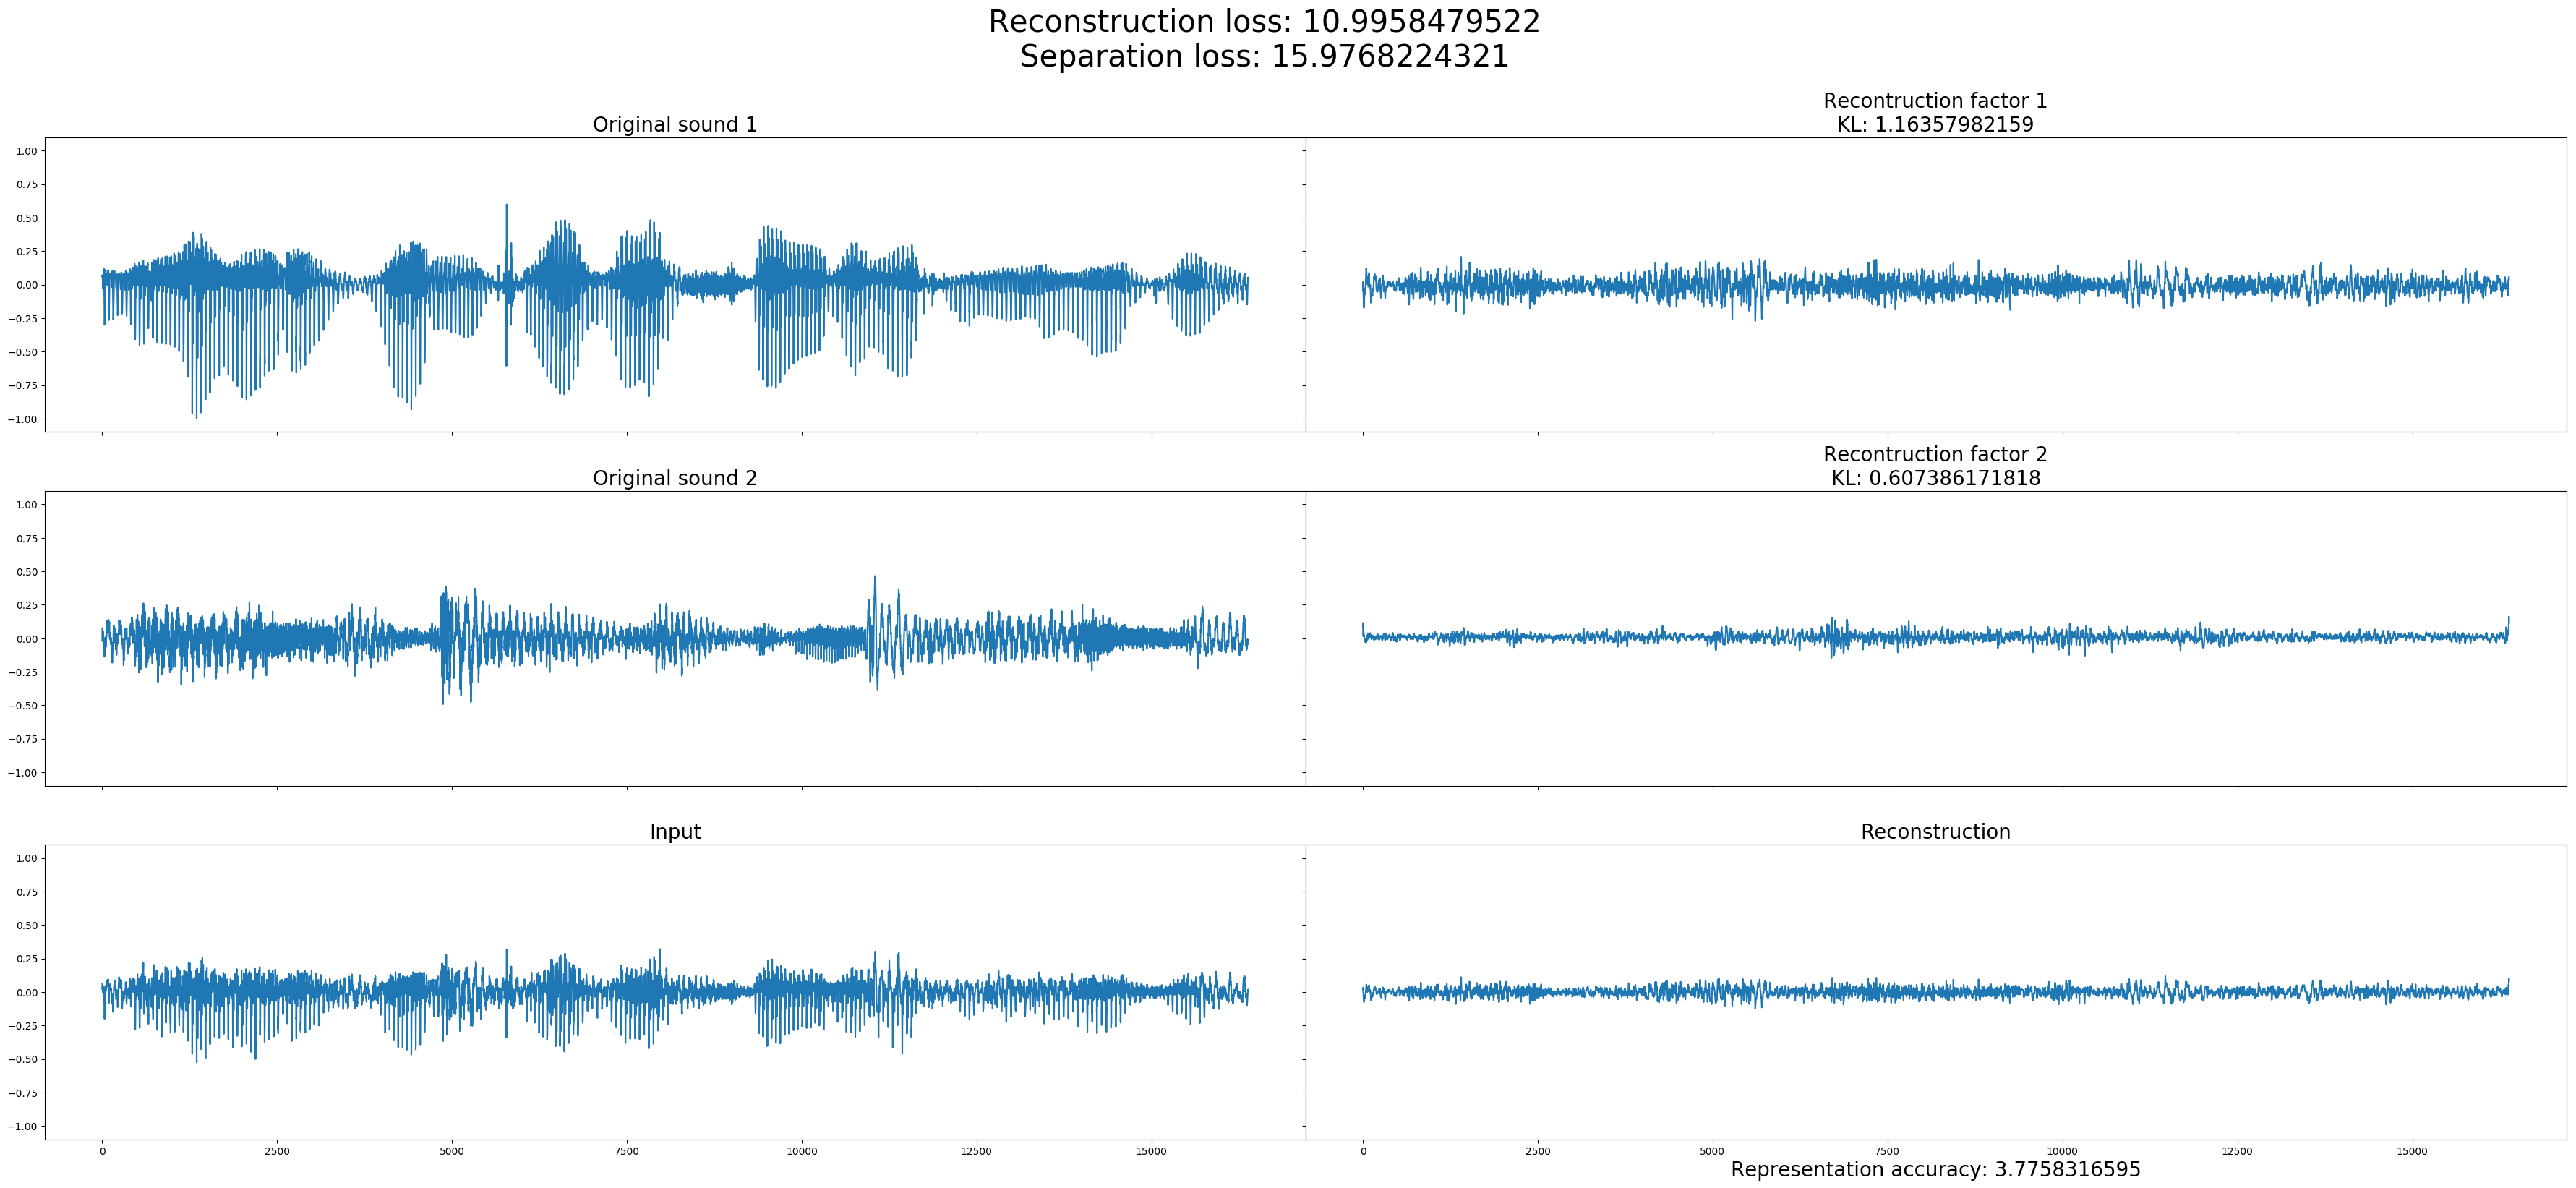 Reconstruction loss: 10.9958479522
Separation loss: 15.9768224321
Original sound 1
Recontruction factor 1
KL: 1.16357982159
1.00
0.75
0.50
0.25
0.00
−0.25
−0.50
−0.75
−1.00
Original sound 2
Recontruction factor 2
KL: 0.607386171818
1.00
0.75
0.50
0.25
0.00
−0.25
−0.50
−0.75
−1.00
Input
Reconstruction
1.00
0.75
0.50
0.25
0.00
−0.25
−0.50
−0.75
−1.00
0 2500 5000 7500 10000 12500 15000
0 2500 5000 7500 10000 12500 15000
Representation accuracy: 3.7758316595